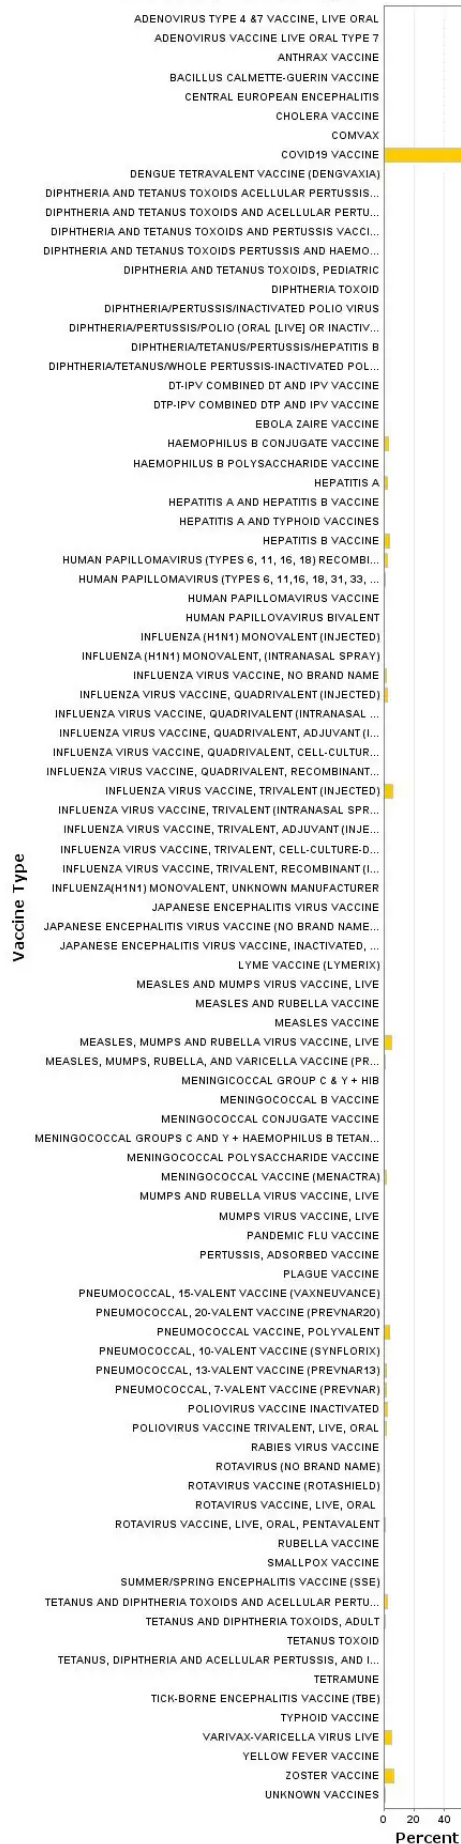 ADENOVIRUS TYPE 4 &7 VACCINE, LIVE ORAL
ADENOVIRUS VACCINE LIVE ORAL TYPE 7
ANTHRAX VACCINE
BACILLUS CALMETTE-GUERIN VACCINE
CENTRAL EUROPEAN ENCEPHALITIS
CHOLERA VACCINE
COMVAX
COVID19 VACCINE
DENGUE TETRAVALENT VACCINE (DENGVAXIA)
DIPHTHERIA AND TETANUS TOXOIDS ACELLULAR PERTUSSIS...
DIPHTHERIA AND TETANUS TOXOIDS AND ACELLULAR PERTU...
DIPHTHERIA AND TETANUS TOXOIDS AND PERTUSSIS VACCI...
DIPHTHERIA AND TETANUS TOXOIDS PERTUSSIS AND HAEMO...
DIPHTHERIA AND TETANUS TOXOIDS, PEDIATRIC
DIPHTHERIA TOXOID
DIPHTHERIA/PERTUSSIS/INACTIVATED POLIO VIRUS
DIPHTHERIA/PERTUSSIS/POLIO (ORAL [LIVE] OR INACTIV...
DIPHTHERIA/TETANUS/PERTUSSIS/HEPATITIS B
DIPHTHERIA/TETANUS/WHOLE PERTUSSIS-INACTIVATED POL...
DT-IPV COMBINED DT AND IPV VACCINE
DTP-IPV COMBINED DTP AND IPV VACCINE
EBOLA ZAIRE VACCINE
HAEMOPHILUS B CONJUGATE VACCINE
HAEMOPHILUS B POLYSACCHARIDE VACCINE
HEPATITIS A
HEPATITIS A AND HEPATITIS B VACCINE
HEPATITIS A AND TYPHOID VACCINES
HEPATITIS B VACCINE
HUMAN PAPILLOMAVIRUS (TYPES 6, 11, 16, 18) RECOMBI...
HUMAN PAPILLOMAVIRUS (TYPES 6, 11,16, 18, 31, 33, ...
HUMAN PAPILLOMAVIRUS VACCINE
HUMAN PAPILLOVAVIRUS BIVALENT
INFLUENZA (H1N1) MONOVALENT (INJECTED)
INFLUENZA (H1N1) MONOVALENT, (INTRANASAL SPRAY)
INFLUENZA VIRUS VACCINE, NO BRAND NAME
INFLUENZA VIRUS VACCINE, QUADRIVALENT (INJECTED)
INFLUENZA VIRUS VACCINE, QUADRIVALENT (INTRANASAL ...
INFLUENZA VIRUS VACCINE, QUADRIVALENT, ADJUVANT (I...
INFLUENZA VIRUS VACCINE, QUADRIVALENT, CELL-CULTUR...
INFLUENZA VIRUS VACCINE, QUADRIVALENT, RECOMBINANT...
INFLUENZA VIRUS VACCINE, TRIVALENT (INJECTED)
INFLUENZA VIRUS VACCINE, TRIVALENT (INTRANASAL SPR...
INFLUENZA VIRUS VACCINE, TRIVALENT, ADJUVANT (INJE...
INFLUENZA VIRUS VACCINE, TRIVALENT, CELL-CULTURE-D...
INFLUENZA VIRUS VACCINE, TRIVALENT, RECOMBINANT (I...
INFLUENZA(H1N1) MONOVALENT, UNKNOWN MANUFACTURER
JAPANESE ENCEPHALITIS VIRUS VACCINE
JAPANESE ENCEPHALITIS VIRUS VACCINE (NO BRAND NAME...
JAPANESE ENCEPHALITIS VIRUS VACCINE, INACTIVATED, ...
LYME VACCINE (LYMERIX)
MEASLES AND MUMPS VIRUS VACCINE, LIVE
MEASLES AND RUBELLA VACCINE
MEASLES VACCINE
MEASLES, MUMPS AND RUBELLA VIRUS VACCINE, LIVE
MEASLES, MUMPS, RUBELLA, AND VARICELLA VACCINE (PR...
MENINGICOCCAL GROUP C & Y + HIB
MENINGOCOCCAL B VACCINE
MENINGOCOCCAL CONJUGATE VACCINE
MENINGOCOCCAL GROUPS C AND Y + HAEMOPHILUS B TETAN...
MENINGOCOCCAL POLYSACCHARIDE VACCINE
MENINGOCOCCAL VACCINE (MENACTRA)
MUMPS AND RUBELLA VIRUS VACCINE, LIVE
MUMPS VIRUS VACCINE, LIVE
PANDEMIC FLU VACCINE
PERTUSSIS, ADSORBED VACCINE
PLAGUE VACCINE
PNEUMOCOCCAL, 15-VALENT VACCINE (VAXNEUVANCE)
PNEUMOCOCCAL, 20-VALENT VACCINE (PREVNAR20)
PNEUMOCOCCAL VACCINE, POLYVALENT
PNEUMOCOCCAL, 10-VALENT VACCINE (SYNFLORIX)
PNEUMOCOCCAL, 13-VALENT VACCINE (PREVNAR13)
PNEUMOCOCCAL, 7-VALENT VACCINE (PREVNAR)
POLIOVIRUS VACCINE INACTIVATED
POLIOVIRUS VACCINE TRIVALENT, LIVE, ORAL
RABIES VIRUS VACCINE
ROTAVIRUS (NO BRAND NAME)
ROTAVIRUS VACCINE (ROTASHIELD)
ROTAVIRUS VACCINE, LIVE, ORAL
ROTAVIRUS VACCINE, LIVE, ORAL, PENTAVALENT
RUBELLA VACCINE
SMALLPOX VACCINE
SUMMER/SPRING ENCEPHALITIS VACCINE (SSE)
TETANUS AND DIPHTHERIA TOXOIDS AND ACELLULAR PERTU...
TETANUS AND DIPHTHERIA TOXOIDS, ADULT
TETANUS TOXOID
TETANUS, DIPHTHERIA AND ACELLULAR PERTUSSIS, AND I...
TETRAMUNE
TICK-BORNE ENCEPHALITIS VACCINE (TBE)
TYPHOID VACCINE
VARIVAX-VARICELLA VIRUS LIVE
YELLOW FEVER VACCINE
ZOSTER VACCINE
UNKNOWN VACCINES
Vaccine Type
0 20 40
Percent